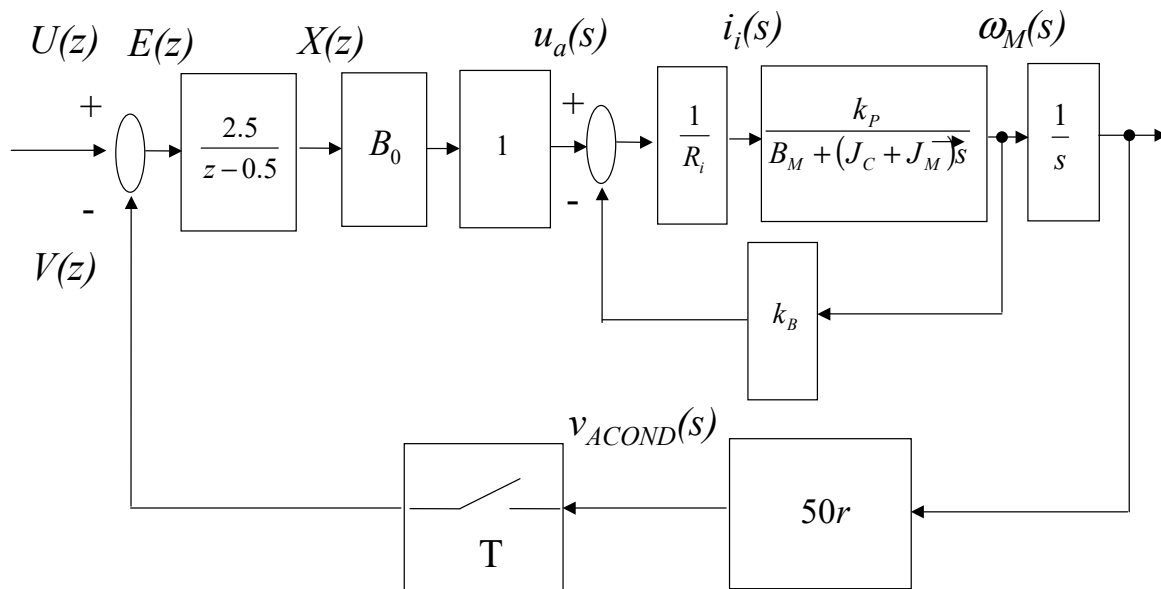 U(z)
E(z)
X(z)
u_a(s)
i_i(s)
ω_M(s)
+
2.5
z − 0.5
B_0
1
+
1
R_i
k_P
B_M + (J_C + J_M)s
1
s
-
-
V(z)
k_B
v_ACOND(s)
T
50r